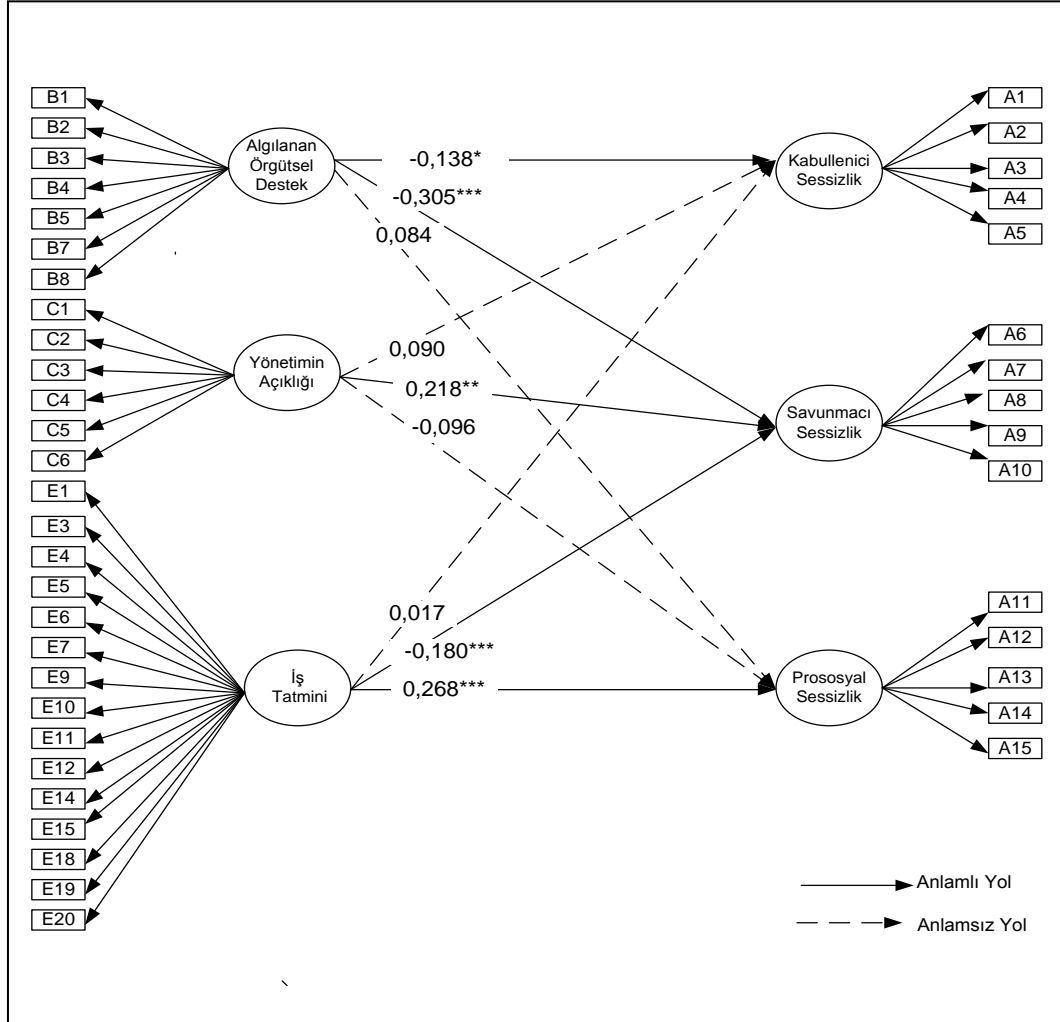 B1
B2
B3
B4
B5
B7
B8
C1
C2
C3
C4
C5
C6
E1
E3
E4
E5
E6
E7
E9
E10
E11
E12
E14
E15
E18
E19
E20
Algılanan
Örgütsel
Destek
Yönetimin
Açıklığı
İş
Tatmini
-0,138*
-0,305***
0,084
0,090
0,218**
-0,096
0,017
-0,180***
0,268***
Kabullenici
Sessizlik
Savunmacı
Sessizlik
Prososyal
Sessizlik
A1
A2
A3
A4
A5
A6
A7
A8
A9
A10
A11
A12
A13
A14
A15
Anlamlı Yol
Anlamsız Yol